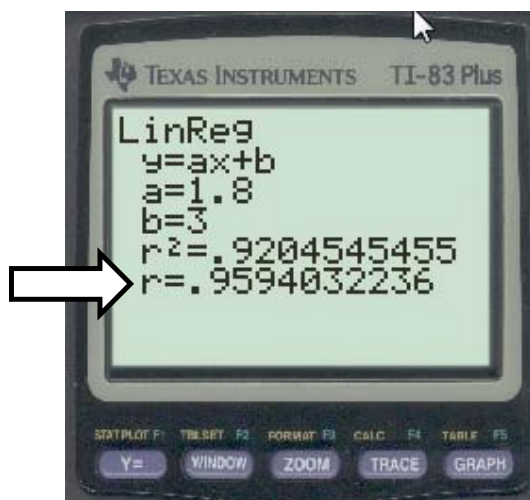 TEXAS INSTRUMENTS TI-83 Plus
LinReg
y=ax+b
a=1.8
b=3
r²=.9204545455
r=.9594032236
STAT PLOT F1 TBLSET F2 FORMAT F3 CALC F4 TABLE F5
Y= WINDOW ZOOM TRACE GRAPH